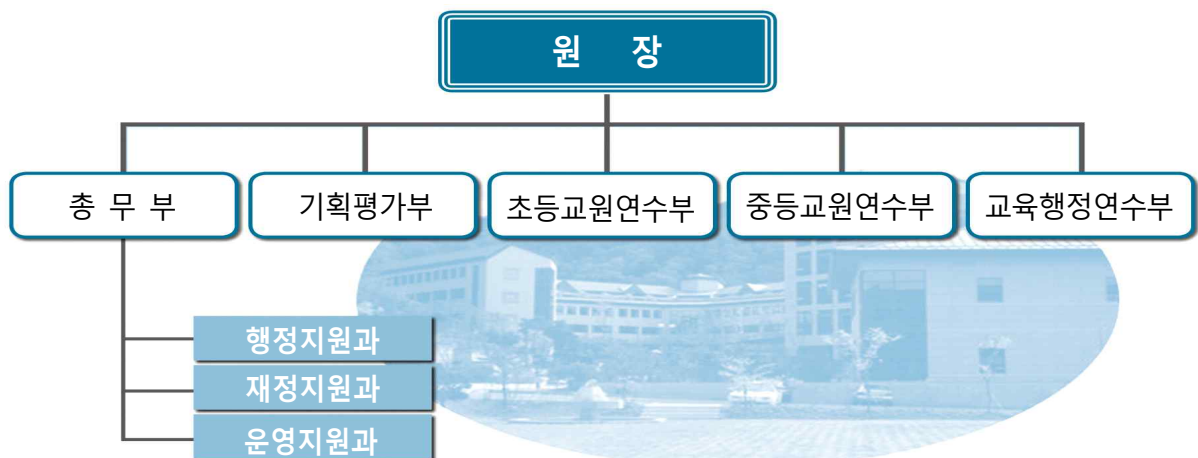 원 장
총 무 부
기획평가부
초등교원연수부
중등교원연수부
교육행정연수부
행정지원과
재정지원과
운영지원과